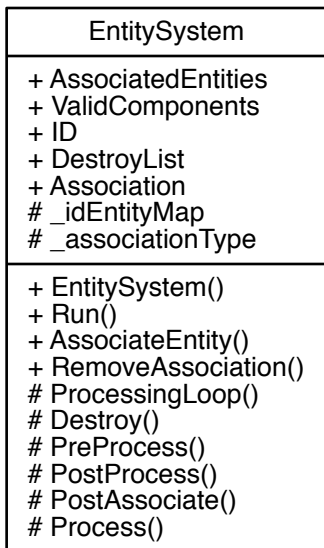 EntitySystem
+ AssociatedEntities
+ ValidComponents
+ ID
+ DestroyList
+ Association
# _idEntityMap
# _associationType
+ EntitySystem()
+ Run()
+ AssociateEntity()
+ RemoveAssociation()
# ProcessingLoop()
# Destroy()
# PreProcess()
# PostProcess()
# PostAssociate()
# Process()